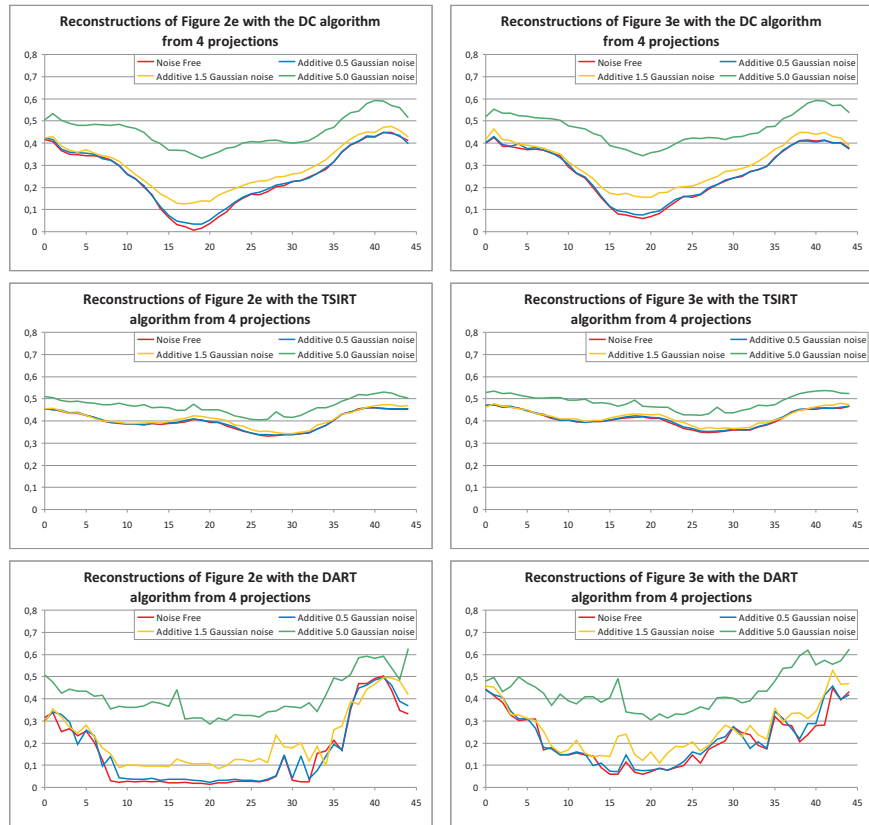 Reconstructions of Figure 2e with the DC algorithm
from 4 projections
0,8
0,7
0,6
0,5
0,4
0,3
0,2
0,1
0
Noise Free
Additive 0.5 Gaussian noise
Additive 1.5 Gaussian noise
Additive 5.0 Gaussian noise
0 5 10 15 20 25 30 35 40 45
Reconstructions of Figure 3e with the DC algorithm
from 4 projections
0,8
0,7
0,6
0,5
0,4
0,3
0,2
0,1
0
Noise Free
Additive 0.5 Gaussian noise
Additive 1.5 Gaussian noise
Additive 5.0 Gaussian noise
0 5 10 15 20 25 30 35 40 45
Reconstructions of Figure 2e with the TSIRT
algorithm from 4 projections
0,8
0,7
0,6
0,5
0,4
0,3
0,2
0,1
0
Noise Free
Additive 0.5 Gaussian noise
Additive 1.5 Gaussian noise
Additive 5.0 Gaussian noise
0 5 10 15 20 25 30 35 40 45
Reconstructions of Figure 3e with the TSIRT
algorithm from 4 projections
0,8
0,7
0,6
0,5
0,4
0,3
0,2
0,1
0
Noise Free
Additive 0.5 Gaussian noise
Additive 1.5 Gaussian noise
Additive 5.0 Gaussian noise
0 5 10 15 20 25 30 35 40 45
Reconstructions of Figure 2e with the DART
algorithm from 4 projections
0,8
0,7
0,6
0,5
0,4
0,3
0,2
0,1
0
Noise Free
Additive 0.5 Gaussian noise
Additive 1.5 Gaussian noise
Additive 5.0 Gaussian noise
0 5 10 15 20 25 30 35 40 45
Reconstructions of Figure 3e with the DART
algorithm from 4 projections
0,8
0,7
0,6
0,5
0,4
0,3
0,2
0,1
0
Noise Free
Additive 0.5 Gaussian noise
Additive 1.5 Gaussian noise
Additive 5.0 Gaussian noise
0 5 10 15 20 25 30 35 40 45